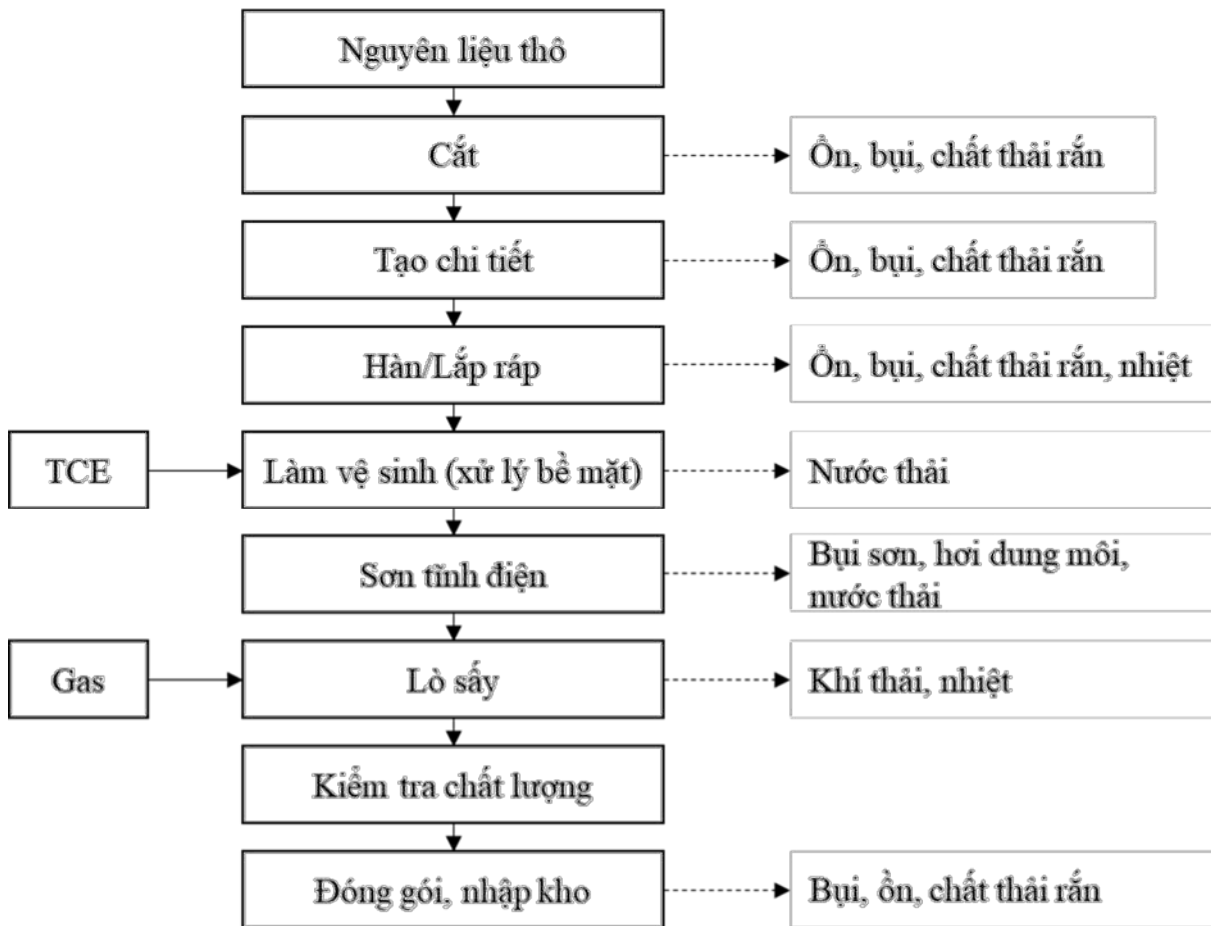 Nguyên liệu thô
Cắt
Ồn, bụi, chất thải rắn
Tạo chi tiết
Ồn, bụi, chất thải rắn
Hàn/Lắp ráp
Ồn, bụi, chất thải rắn, nhiệt
TCE
Làm vệ sinh (xử lý bề mặt)
Nước thải
Sơn tĩnh điện
Bụi sơn, hơi dung môi,
nước thải
Gas
Lò sấy
Khí thải, nhiệt
Kiểm tra chất lượng
Đóng gói, nhập kho
Bụi, ồn, chất thải rắn